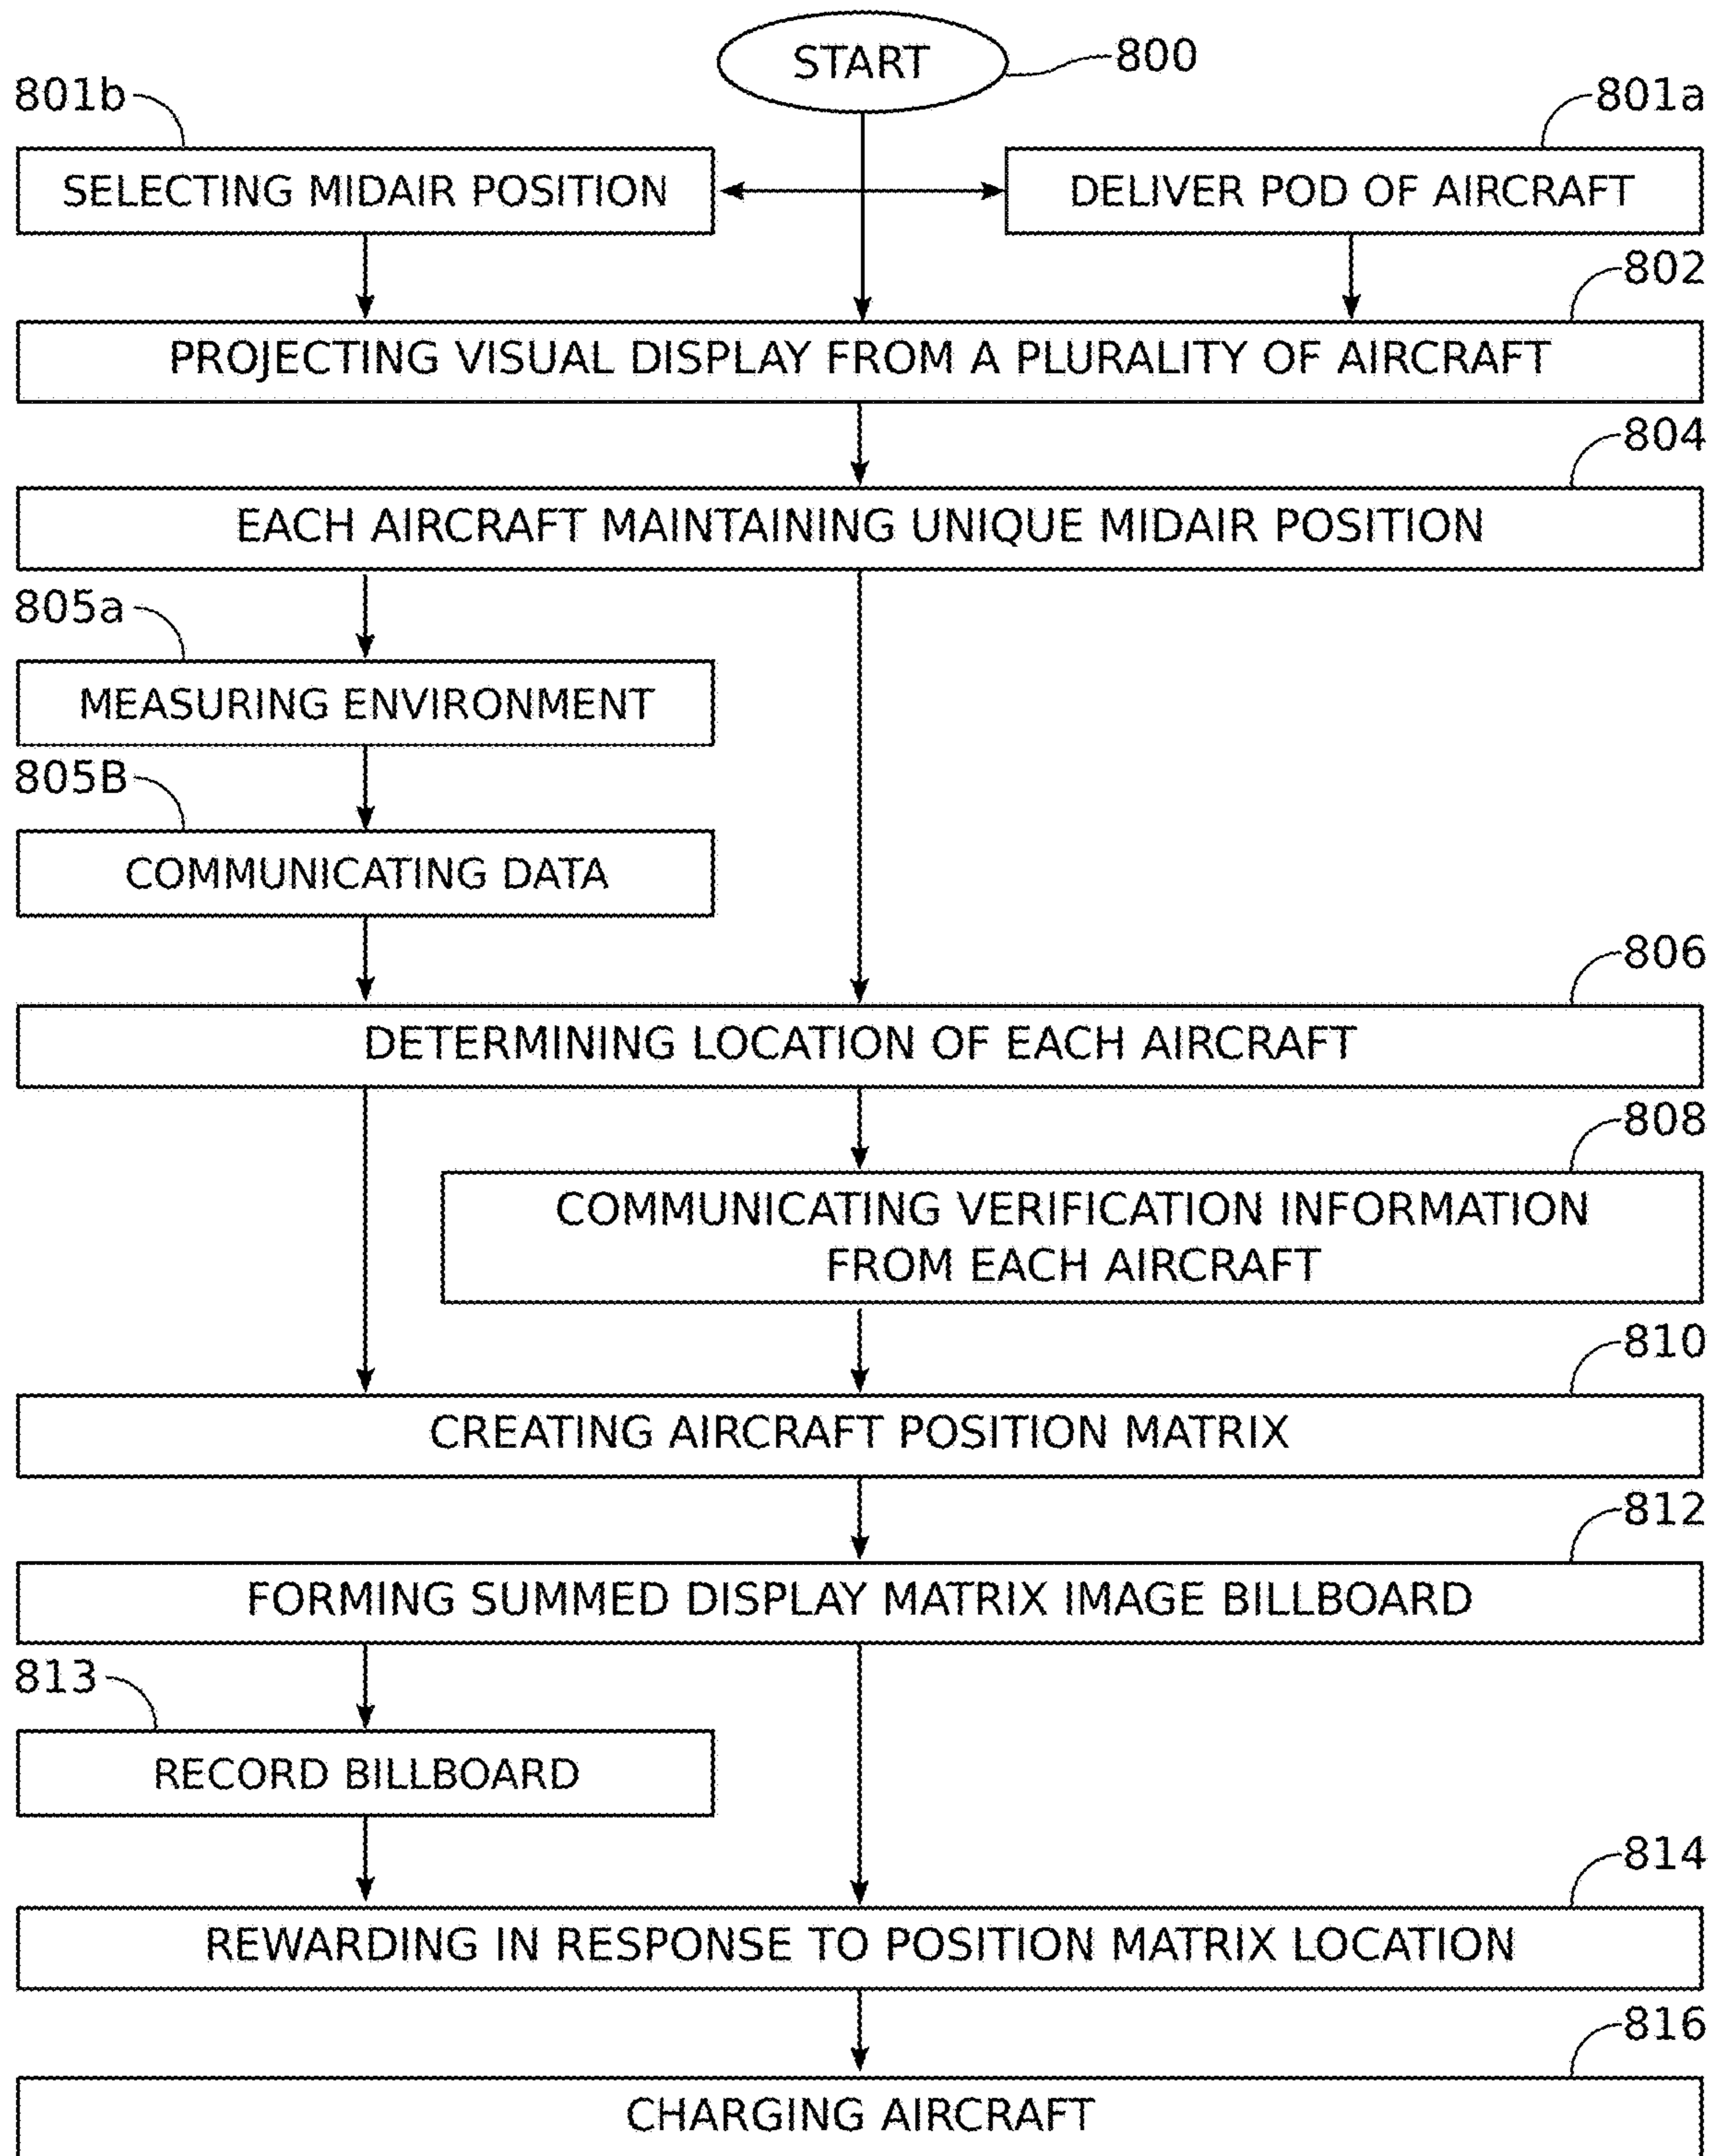 START
800
801b
801a
SELECTING MIDAIR POSITION
DELIVER POD OF AIRCRAFT
802
PROJECTING VISUAL DISPLAY FROM A PLURALITY OF AIRCRAFT
804
EACH AIRCRAFT MAINTAINING UNIQUE MIDAIR POSITION
805a
MEASURING ENVIRONMENT
805B
COMMUNICATING DATA
806
DETERMINING LOCATION OF EACH AIRCRAFT
808
COMMUNICATING VERIFICATION INFORMATION
FROM EACH AIRCRAFT
810
CREATING AIRCRAFT POSITION MATRIX
812
FORMING SUMMED DISPLAY MATRIX IMAGE BILLBOARD
813
RECORD BILLBOARD
814
REWARDING IN RESPONSE TO POSITION MATRIX LOCATION
816
CHARGING AIRCRAFT